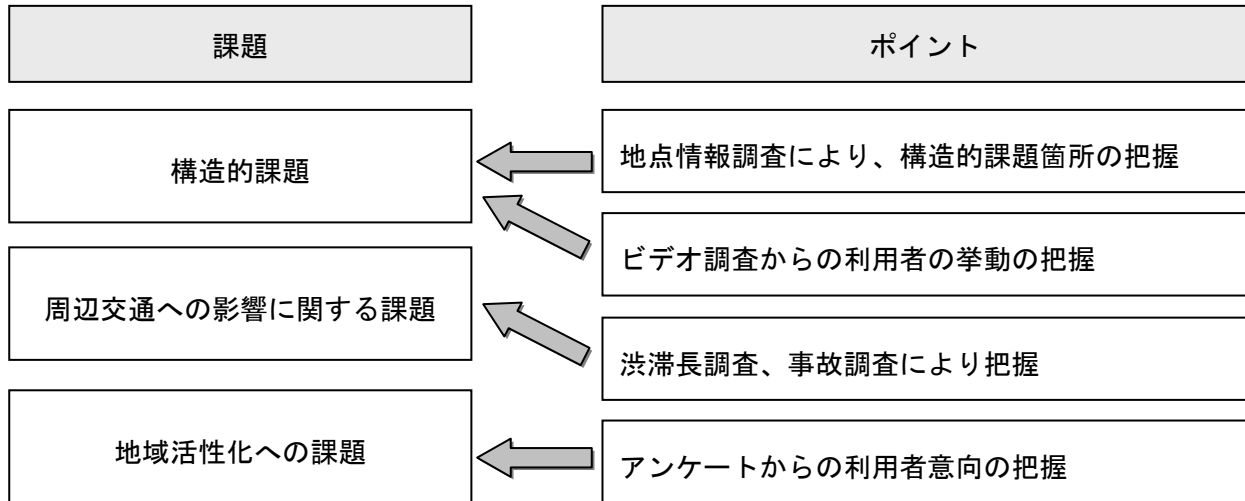 課題
ポイント
構造的課題
地点情報調査により、構造的課題箇所の把握
ビデオ調査からの利用者の挙動の把握
周辺交通への影響に関する課題
渋滞長調査、事故調査により把握
地域活性化への課題
アンケートからの利用者意向の把握